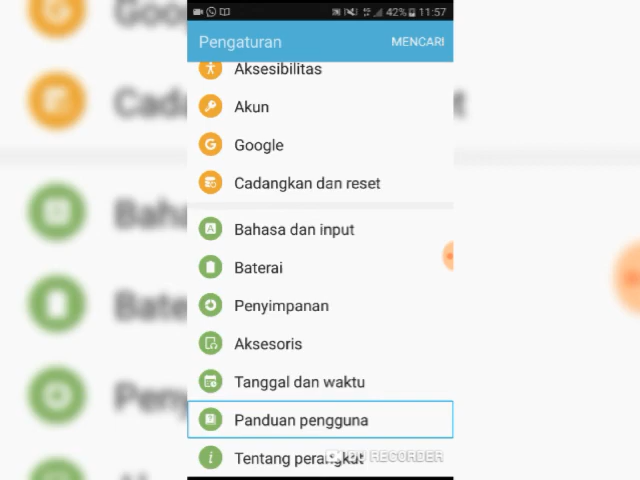 42% 11:57
Pengaturan MENCARI
Aksesibilitas
Akun
Google
Cadangkan dan reset
Bahasa dan input
Baterai
Penyimpanan
Aksesoris
Tanggal dan waktu
Panduan pengguna
Tentang perangkat
RECORDER